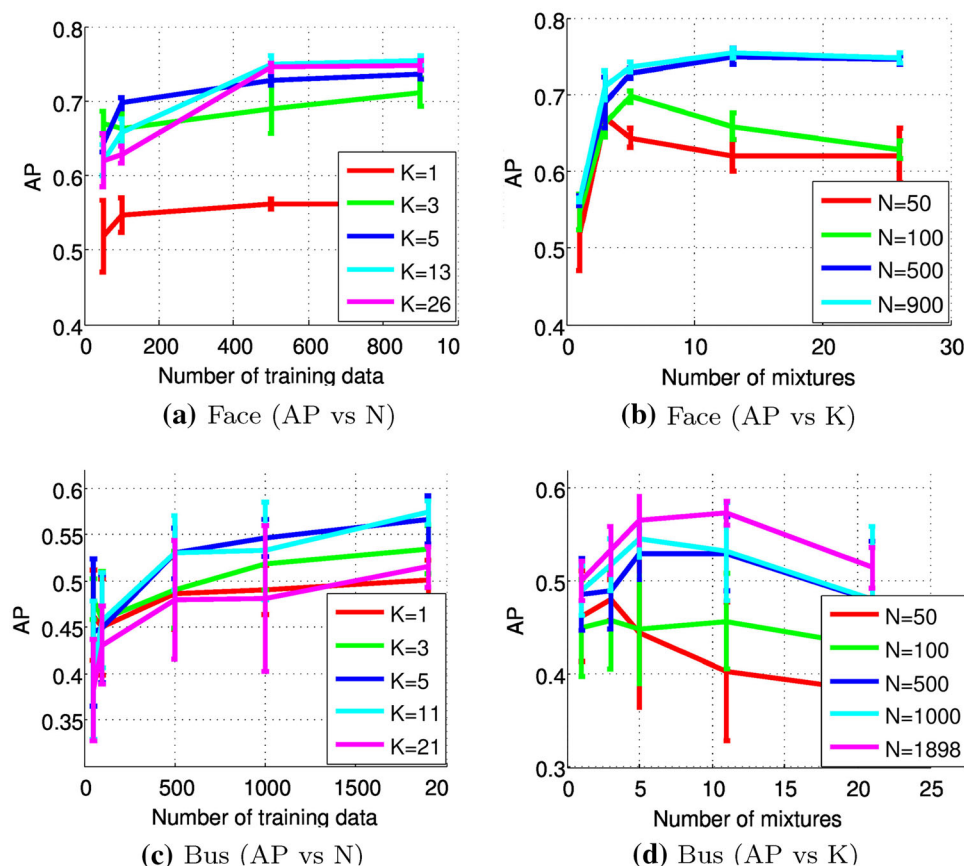 0.8
0.7
0.6
0.5
0.4
AP
0 200 400 600 800 10
Number of training data
K=1
K=3
K=5
K=13
K=26
(a) Face (AP vs N)
0.8
0.7
0.6
0.5
0.4
AP
0 10 20 30
Number of mixtures
N=50
N=100
N=500
N=900
(b) Face (AP vs K)
0.6
0.55
0.5
0.45
0.4
0.35
AP
0 500 1000 1500 20
Number of training data
K=1
K=3
K=5
K=11
K=21
(c) Bus (AP vs N)
0.6
0.5
0.4
0.3
AP
0 5 10 15 20 25
Number of mixtures
N=50
N=100
N=500
N=1000
N=1898
(d) Bus (AP vs K)